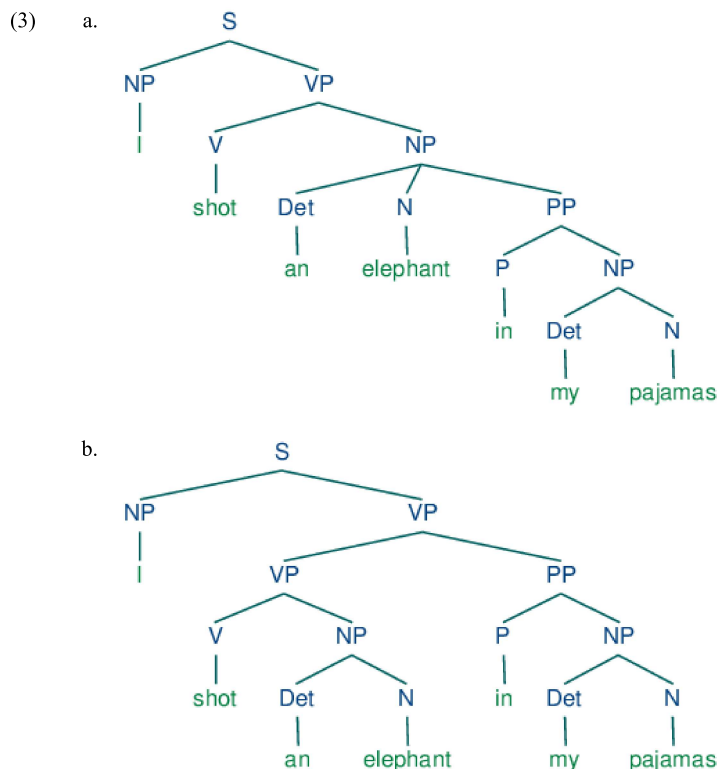 (3) a. S
NP VP
I V NP
shot Det N PP
an elephant P NP
in Det N
my pajamas
b. S
NP VP
I VP PP
V NP P NP
shot Det N in Det N
an elephant my pajamas